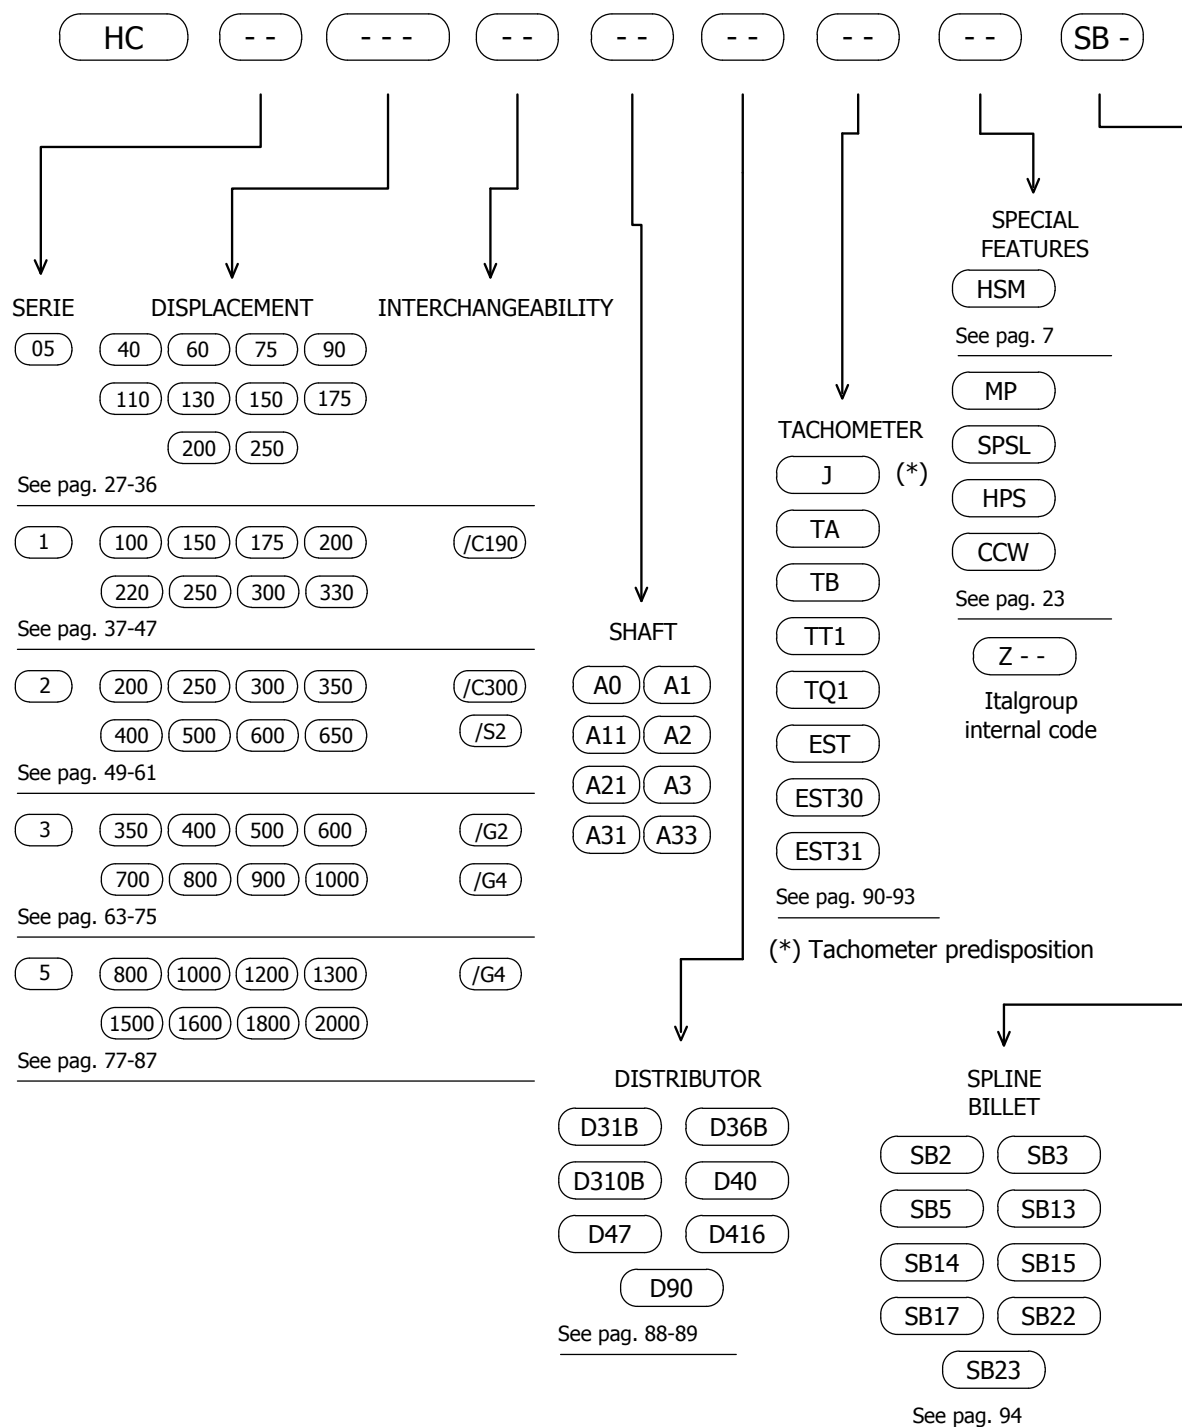 HC -- --- -- -- -- -- -- SB -
SERIE DISPLACEMENT INTERCHANGEABILITY
05 40 60 75 90
110 130 150 175
200 250
See pag. 27-36
1 100 150 175 200 /C190
220 250 300 330
See pag. 37-47
2 200 250 300 350 /C300
400 500 600 650 /S2
See pag. 49-61
3 350 400 500 600 /G2
700 800 900 1000 /G4
See pag. 63-75
5 800 1000 1200 1300 /G4
1500 1600 1800 2000
See pag. 77-87
SHAFT
A0 A1
A11 A2
A21 A3
A31 A33
DISTRIBUTOR
D31B D36B
D310B D40
D47 D416
D90
See pag. 88-89
TACHOMETER
J (*)
TA
TB
TT1
TQ1
EST
EST30
EST31
See pag. 90-93
(*) Tachometer predisposition
SPECIAL
FEATURES
HSM
See pag. 7
MP
SPSL
HPS
CCW
See pag. 23
Z - -
Italgroup
internal code
SPLINE
BILLET
SB2 SB3
SB5 SB13
SB14 SB15
SB17 SB22
SB23
See pag. 94